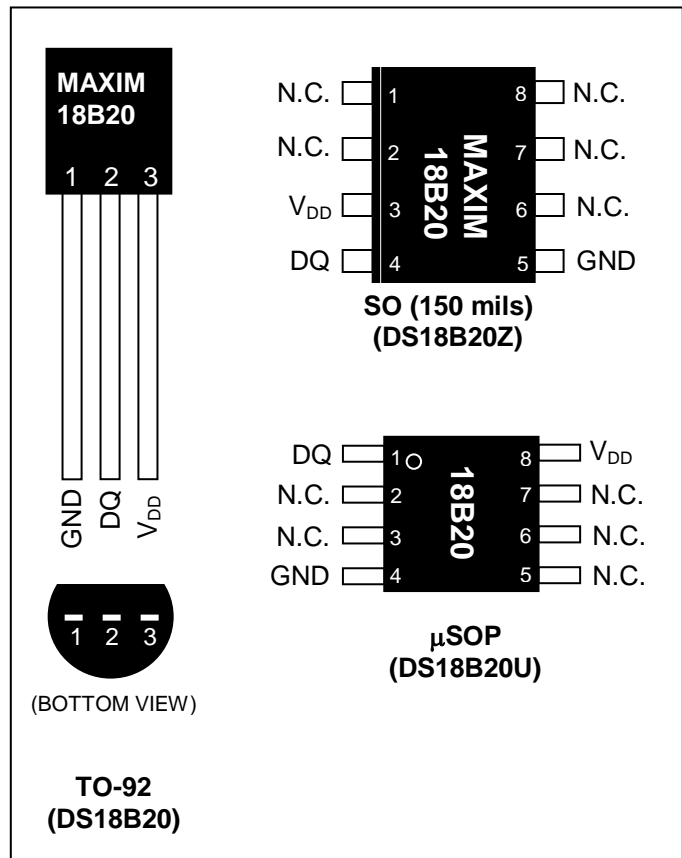 MAXIM
18B20
1 2 3
GND
DQ
VDD
1 2 3
(BOTTOM VIEW)
TO-92
(DS18B20)
N.C. 1 8 N.C.
N.C. 2 7 N.C.
VDD 3 6 N.C.
DQ 4 5 GND
MAXIM
18B20
SO (150 mils)
(DS18B20Z)
DQ 1 8 VDD
N.C. 2 7 N.C.
N.C. 3 6 N.C.
GND 4 5 N.C.
18B20
µSOP
(DS18B20U)